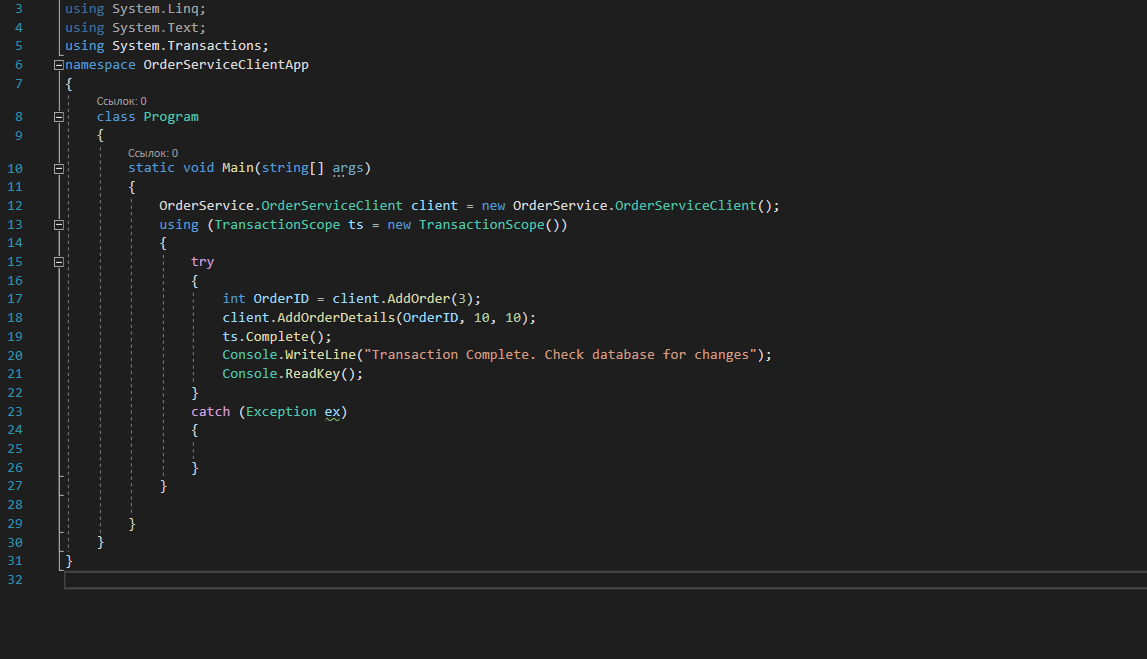 3 using System.Linq;
4 using System.Text;
5 using System.Transactions;
6 namespace OrderServiceClientApp
7 {
Ссылок: 0
8 class Program
9 {
Ссылок: 0
10 static void Main(string[] args)
11 {
12 OrderService.OrderServiceClient client = new OrderService.OrderServiceClient();
13 using (TransactionScope ts = new TransactionScope())
14 {
15 try
16 {
17 int OrderID = client.AddOrder(3);
18 client.AddOrderDetails(OrderID, 10, 10);
19 ts.Complete();
20 Console.WriteLine("Transaction Complete. Check database for changes");
21 Console.ReadKey();
22 }
23 catch (Exception ex)
24 {
25
26 }
27 }
28
29 }
30 }
31 }
32